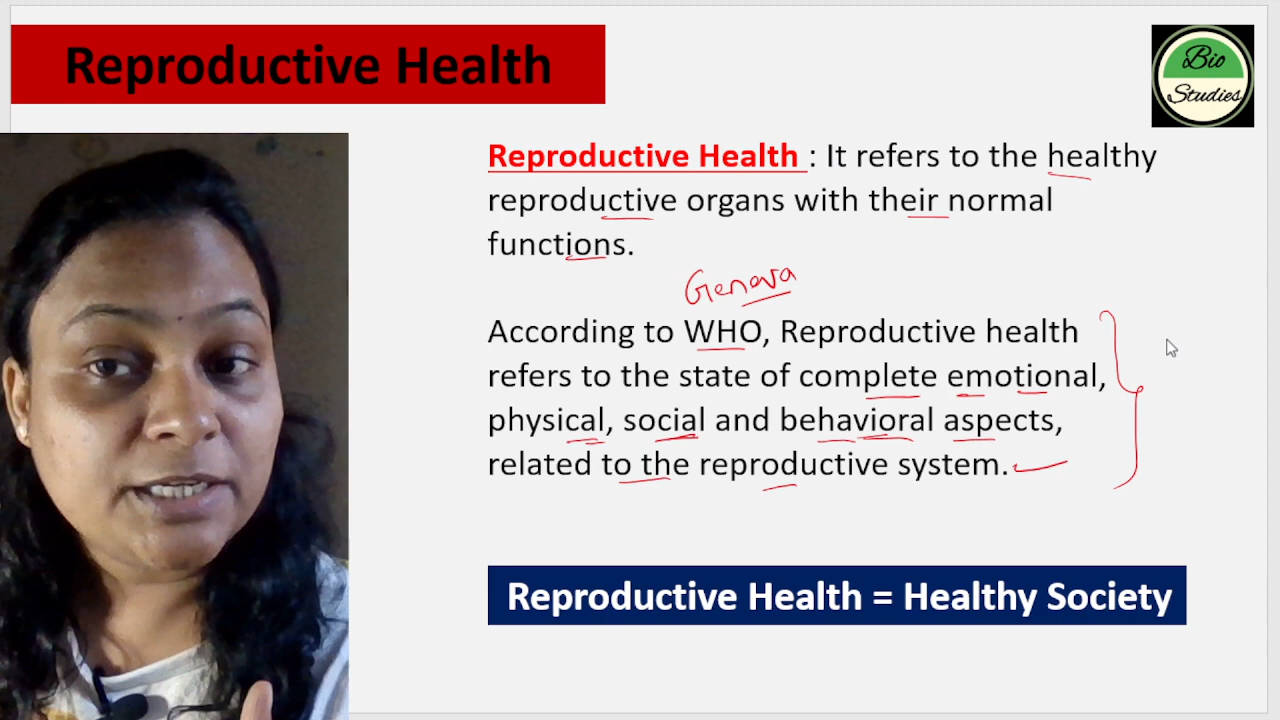 Reproductive Health
Bio
Studies
Reproductive Health : It refers to the healthy
reproductive organs with their normal
functions.
Geneva
According to WHO, Reproductive health
refers to the state of complete emotional,
physical, social and behavioral aspects,
related to the reproductive system.
Reproductive Health = Healthy Society